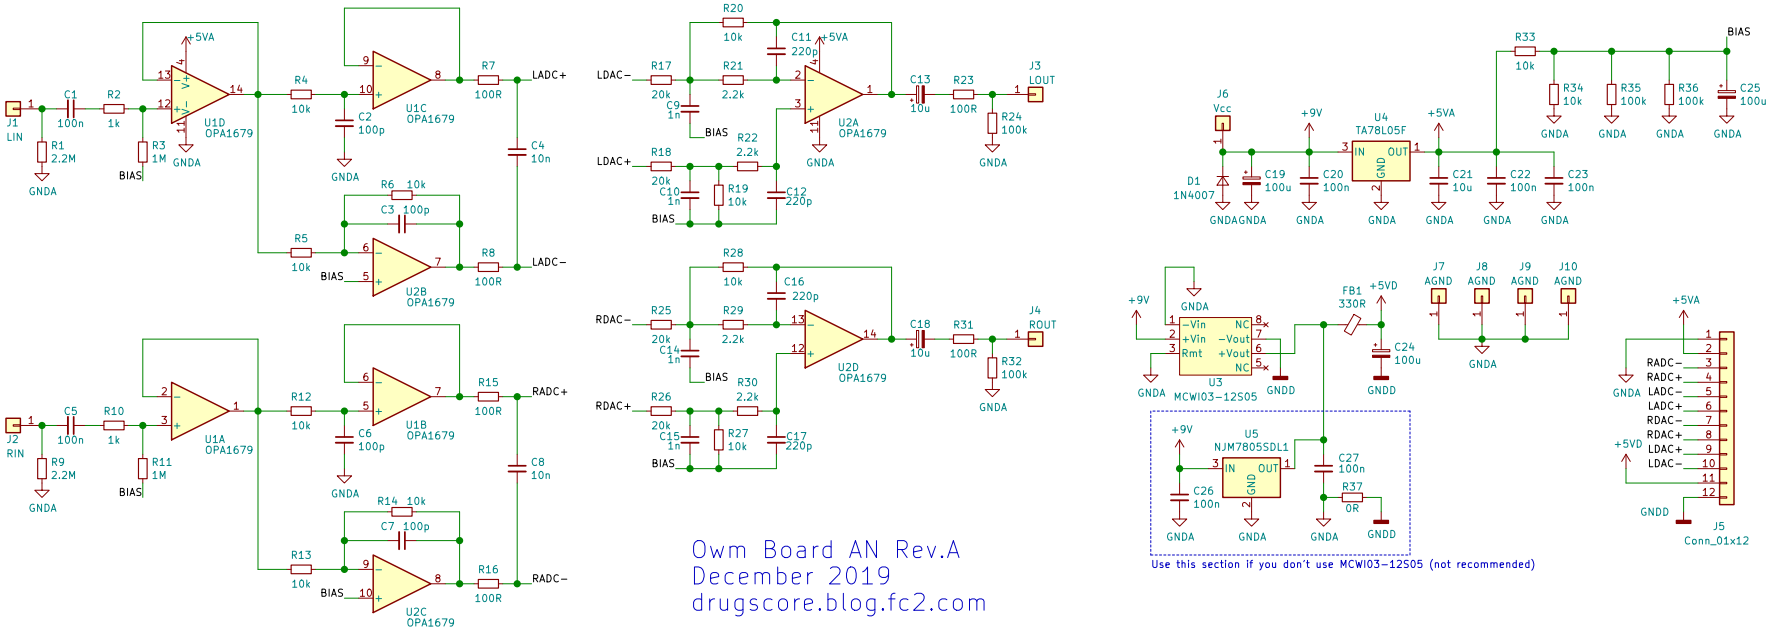 J1
LIN
1
R1
2.2M
GNDA
C1
100n
R2
1k
R3
1M
BIAS
+5VA
13
12
14
4
11
V+
V-
U1D
OPA1679
GNDA
R4
10k
C2
100p
GNDA
9
10
8
U1C
OPA1679
R7
100R
LADC+
C4
10n
R5
10k
R6 10k
C3 100p
BIAS
6
5
7
U2B
OPA1679
R8
100R
LADC-
J2
RIN
1
R9
2.2M
GNDA
C5
100n
R10
1k
R11
1M
BIAS
2
3
1
U1A
OPA1679
R12
10k
C6
100p
GNDA
6
5
7
U1B
OPA1679
R15
100R
RADC+
C8
10n
R13
10k
R14 10k
C7 100p
BIAS
9
10
8
U2C
OPA1679
R16
100R
RADC-
LDAC-
R17
20k
R20
10k
R21
2.2k
C9
1n
BIAS
C11
220p
+5VA
2
3
1
4
11
U2A
OPA1679
GNDA
C13
10u
R23
100R
R24
100k
GNDA
J3
LOUT
1
LDAC+
R18
20k
C10
1n
R19
10k
R22
2.2k
C12
220p
BIAS
RDAC-
R25
20k
R28
10k
R29
2.2k
C14
1n
BIAS
C16
220p
13
12
14
U2D
OPA1679
C18
10u
R31
100R
R32
100k
GNDA
J4
ROUT
1
RDAC+
R26
20k
C15
1n
R27
10k
R30
2.2k
C17
220p
BIAS
J6
Vcc
1
D1
1N4007
GNDA
C19
100u
GNDA
+9V
C20
100n
GNDA
U4
TA78L05F
3 IN
OUT 1
GND
2
GNDA
+5VA
C21
10u
GNDA
C22
100n
GNDA
C23
100n
GNDA
R33
10k
BIAS
R34
10k
GNDA
R35
100k
GNDA
R36
100k
GNDA
C25
100u
GNDA
+9V
GNDA
1 -Vin
2 +Vin
3 Rmt
NC 8
-Vout 7
+Vout 6
NC 5
U3
MCWI03-12S05
GNDA
GNDD
FB1
330R
+5VD
C24
100u
GNDD
J7
AGND
1
J8
AGND
1
J9
AGND
1
J10
AGND
1
GNDA
+9V
C26
100n
GNDA
U5
NJM7805SDL1
3 IN
OUT 1
GND
2
GNDA
C27
100n
R37
0R
GNDA
GNDD
Use this section if you don't use MCWI03-12S05 (not recommended)
+5VA
GNDA
1
2
RADC- 3
RADC+ 4
LADC- 5
LADC+ 6
RDAC- 7
RDAC+ 8
LDAC+ 9
LDAC- 10
+5VD
11
12
GNDD
J5
Conn_01x12
Owm Board AN Rev.A
December 2019
drugscore.blog.fc2.com